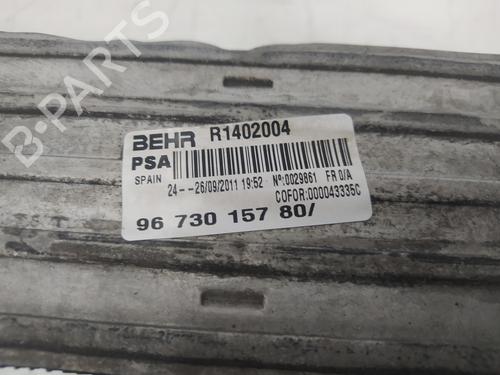 BEHR R1402004
PSA
SPAIN 24--26/09/2011 19:52 Nº:0029861 FR 0/A
COFOR:000043335C
96 730 157 80/
B-PARTS